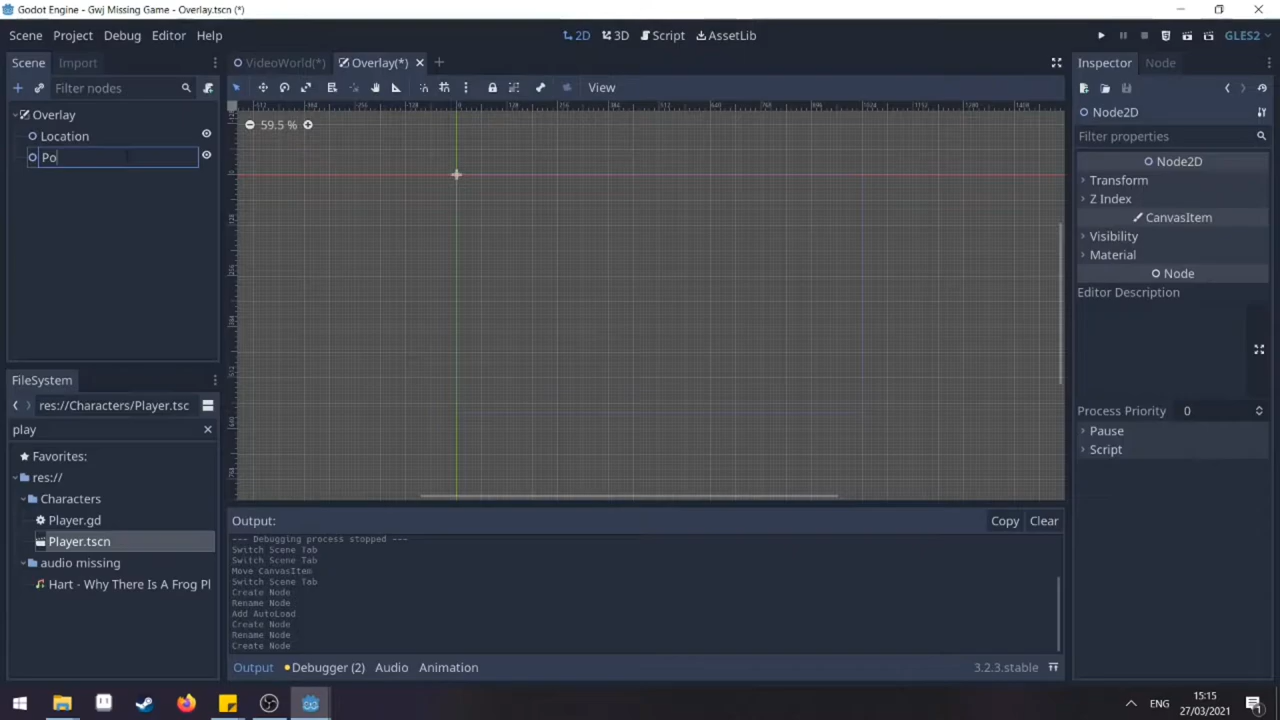 Godot Engine - Gwj Missing Game - Overlay.tscn (*)
Scene Project Debug Editor Help
2D 3D Script AssetLib
GLES2
Scene Import
VideoWorld(*) Overlay(*)
Inspector Node
Filter nodes
View
Overlay
Location
Po
59.5 %
Node2D
Filter properties
Node2D
Transform
Z Index
CanvasItem
Visibility
Material
Node
Editor Description
Process Priority 0
Pause
Script
FileSystem
res://Characters/Player.tsc
play
Favorites:
res://
Characters
Player.gd
Player.tscn
audio missing
Hart - Why There Is A Frog Pl
Output:
Copy Clear
--- Debugging process stopped ---
Switch Scene Tab
Switch Scene Tab
Move CanvasItem
Switch Scene Tab
Create Node
Rename Node
Add AutoLoad
Create Node
Rename Node
Create Node
Output Debugger (2) Audio Animation
3.2.3.stable
ENG
15:15
27/03/2021
1